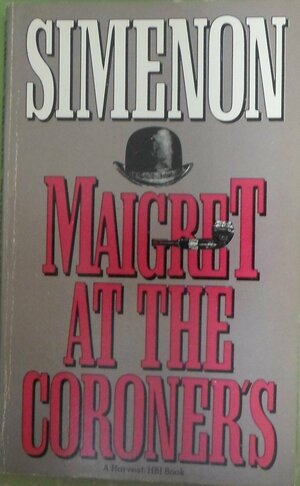 SIMENON
MAIGRET
AT THE
CORONER'S
A Harvest/HBJ Book